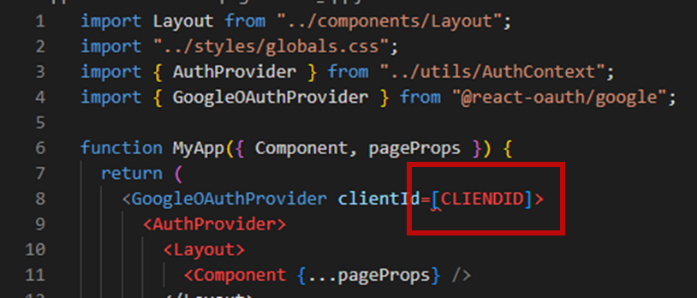 1 import Layout from "../components/Layout";
2 import "../styles/globals.css";
3 import { AuthProvider } from "../utils/AuthContext";
4 import { GoogleOAuthProvider } from "@react-oauth/google";
5
6 function MyApp({ Component, pageProps }) {
7 return (
8 <GoogleOAuthProvider clientId=[CLIENDID]>
9 <AuthProvider>
10 <Layout>
11 <Component {...pageProps} />
12 </Layout>